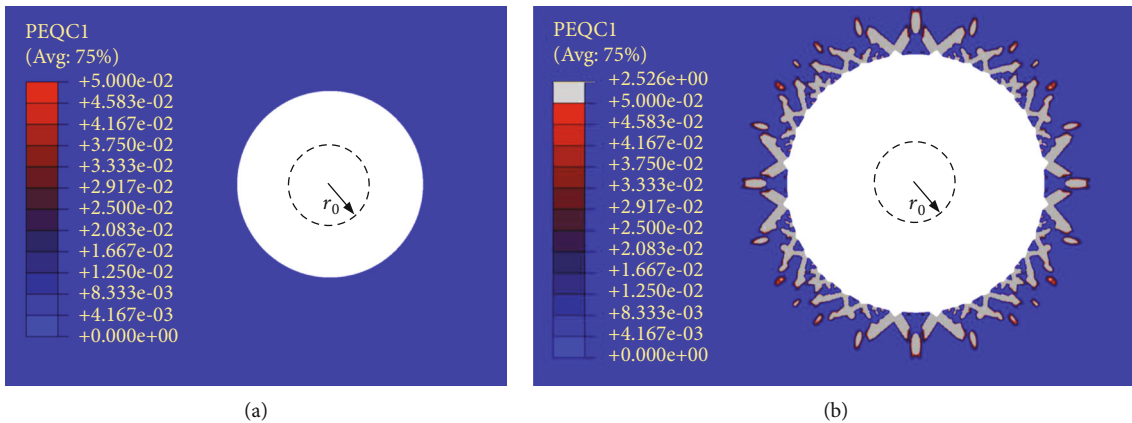 PEQC1
(Avg: 75%)
+5.000e-02
+4.583e-02
+4.167e-02
+3.750e-02
+3.333e-02
+2.917e-02
+2.500e-02
+2.083e-02
+1.667e-02
+1.250e-02
+8.333e-03
+4.167e-03
+0.000e+00
r0
(a)
PEQC1
(Avg: 75%)
+2.526e+00
+5.000e-02
+4.583e-02
+4.167e-02
+3.750e-02
+3.333e-02
+2.917e-02
+2.500e-02
+2.083e-02
+1.667e-02
+1.250e-02
+8.333e-03
+4.167e-03
+0.000e+00
r0
(b)